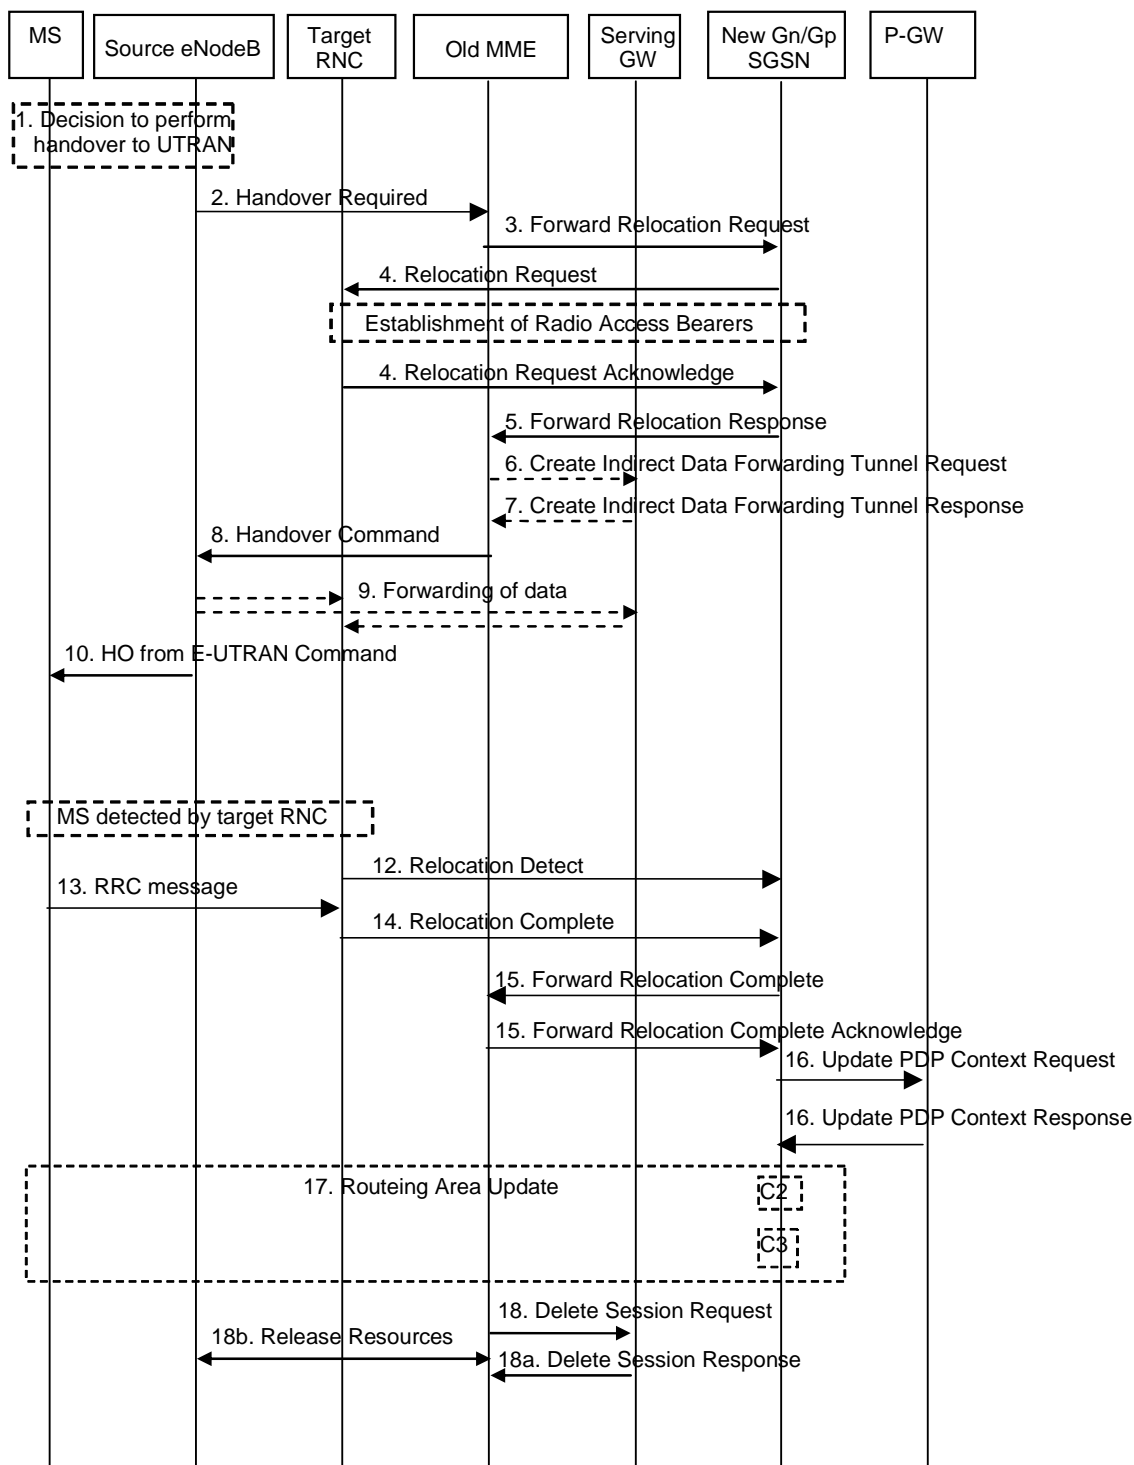 MS
Source eNodeB
Target
RNC
Old MME
Serving
GW
New Gn/Gp
SGSN
P-GW
1. Decision to perform
handover to UTRAN
2. Handover Required
3. Forward Relocation Request
4. Relocation Request
Establishment of Radio Access Bearers
4. Relocation Request Acknowledge
5. Forward Relocation Response
6. Create Indirect Data Forwarding Tunnel Request
7. Create Indirect Data Forwarding Tunnel Response
8. Handover Command
9. Forwarding of data
10. HO from E-UTRAN Command
MS detected by target RNC
12. Relocation Detect
13. RRC message
14. Relocation Complete
15. Forward Relocation Complete
15. Forward Relocation Complete Acknowledge
16. Update PDP Context Request
16. Update PDP Context Response
17. Routeing Area Update
C2
C3
18. Delete Session Request
18b. Release Resources
18a. Delete Session Response